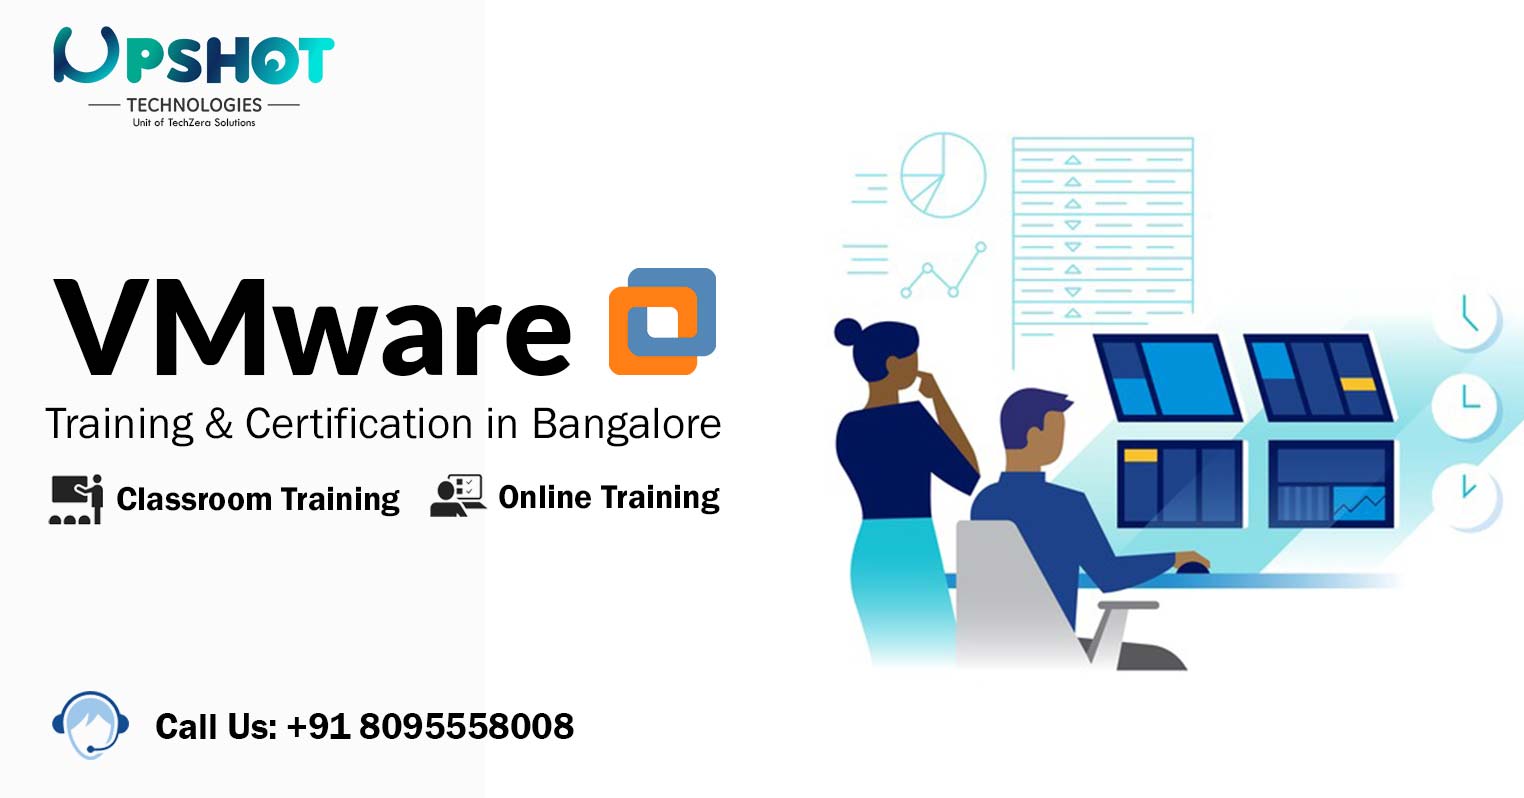 UPSHOT
TECHNOLOGIES
Unit of TechZera Solutions
VMware
Training & Certification in Bangalore
Classroom Training
Online Training
Call Us: +91 8095558008